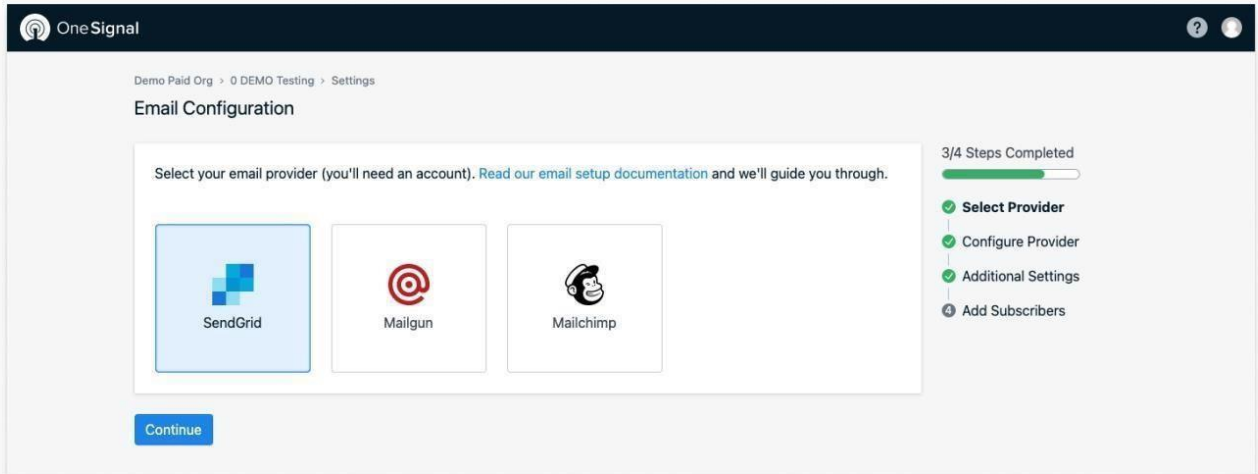 OneSignal
?
Demo Paid Org > 0 DEMO Testing > Settings
Email Configuration
Select your email provider (you'll need an account). Read our email setup documentation and we'll guide you through.
SendGrid
Mailgun
Mailchimp
Continue
3/4 Steps Completed
Select Provider
Configure Provider
Additional Settings
4 Add Subscribers